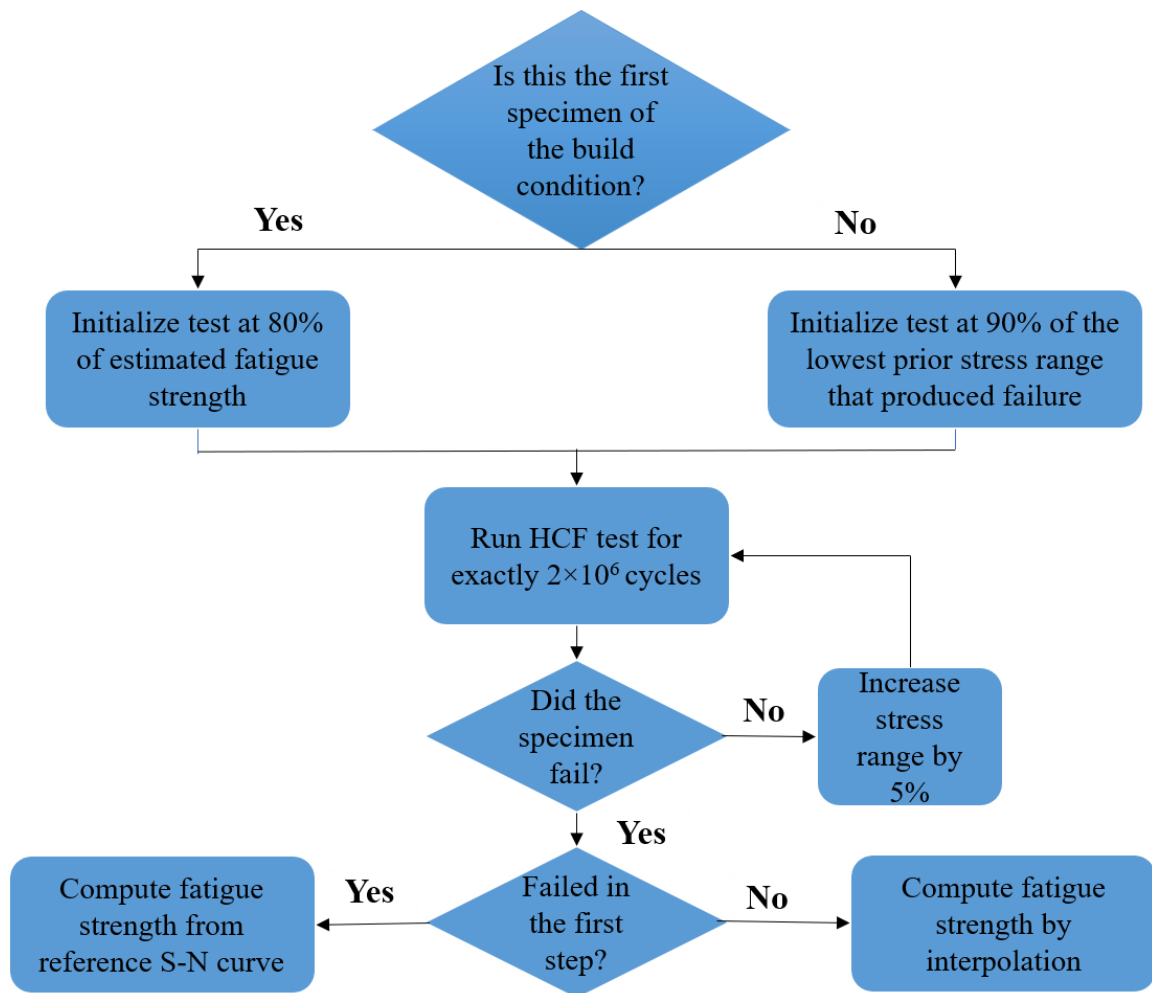 Is this the first
specimen of
the build
condition?
Yes
No
Initialize test at 80%
of estimated fatigue
strength
Initialize test at 90% of the
lowest prior stress range
that produced failure
Run HCF test for
exactly 2×10⁶ cycles
Did the
specimen
fail?
No
Increase
stress
range by
5%
Yes
Failed in
the first
step?
Yes
No
Compute fatigue
strength from
reference S-N curve
Compute fatigue
strength by
interpolation